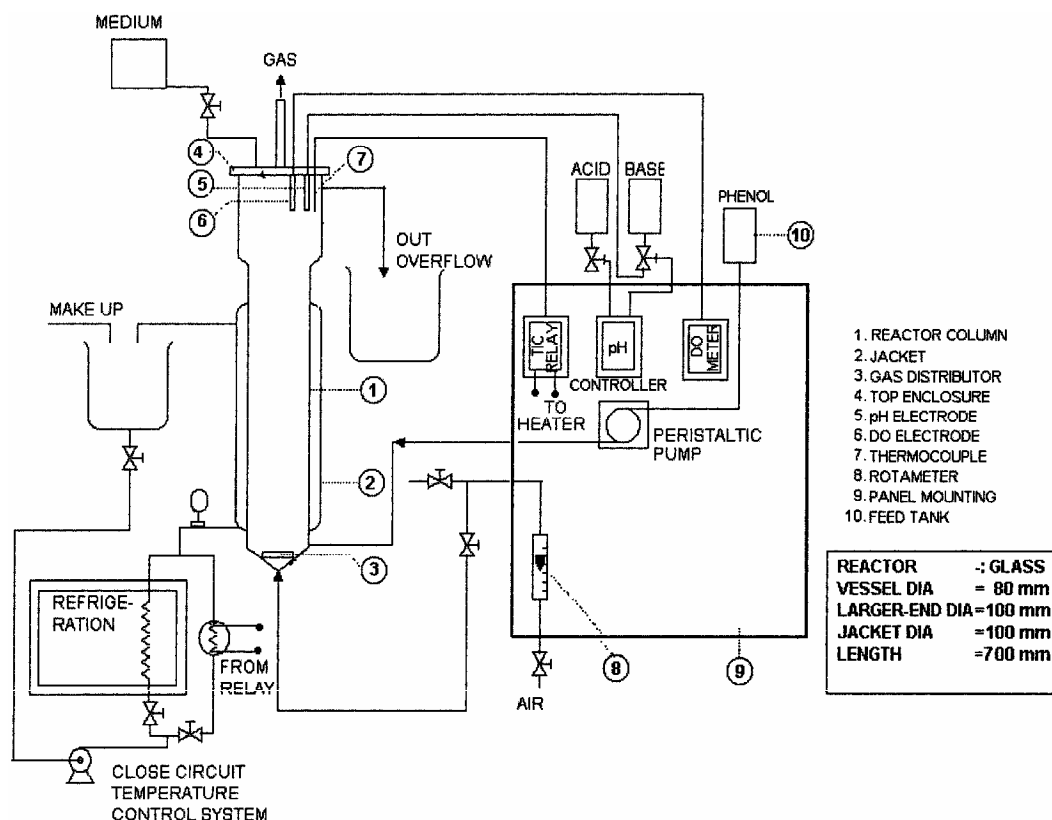 MEDIUM
GAS
4
7
5
6
ACID
BASE
PHENOL
10
OUT
OVERFLOW
MAKE UP
TIC
RELAY
pH
DO
METER
CONTROLLER
TO
HEATER
PERISTALTIC
PUMP
1
2
3
REFRIGE-
RATION
FROM
RELAY
8
9
AIR
CLOSE CIRCUIT
TEMPERATURE
CONTROL SYSTEM
1. REACTOR COLUMN
2. JACKET
3. GAS DISTRIBUTOR
4. TOP ENCLOSURE
5. pH ELECTRODE
6. DO ELECTRODE
7. THERMOCOUPLE
8. ROTAMETER
9. PANEL MOUNTING
10. FEED TANK
REACTOR -: GLASS
VESSEL DIA = 80 mm
LARGER-END DIA=100 mm
JACKET DIA =100 mm
LENGTH =700 mm